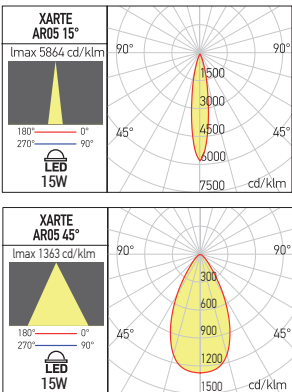 XARTE
AR05 15°
lmax 5864 cd/klm
180° 0°
270° 90°
LED
15W
90° 90°
1500
3000
45° 4500 45°
6000
7500 cd/klm
XARTE
AR05 45°
lmax 1363 cd/klm
180° 0°
270° 90°
LED
15W
90° 90°
300
600
45° 900 45°
1200
1500 cd/klm